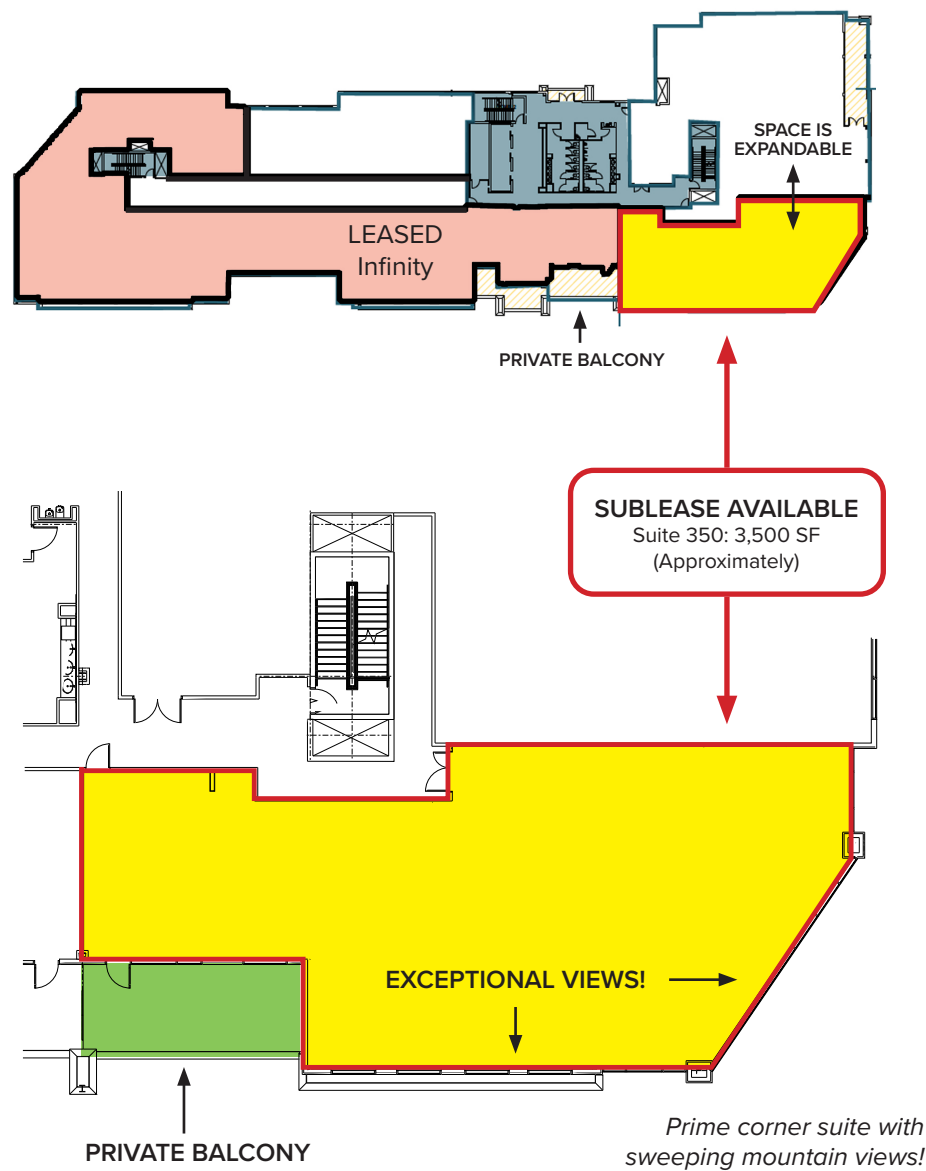 SPACE IS
EXPANDABLE
LEASED
Infinity
PRIVATE BALCONY
SUBLEASE AVAILABLE
Suite 350: 3,500 SF
(Approximately)
EXCEPTIONAL VIEWS!
PRIVATE BALCONY
Prime corner suite with
sweeping mountain views!